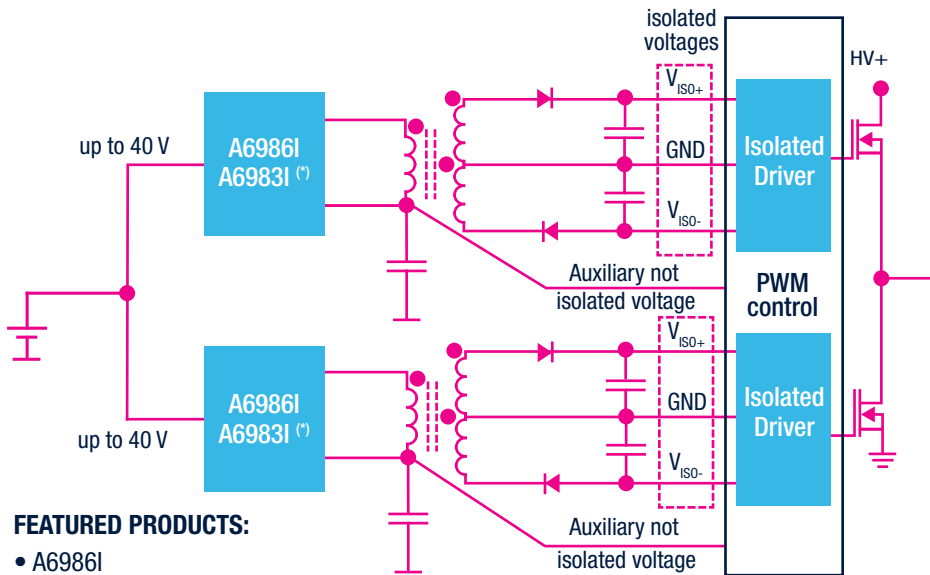 isolated
voltages
HV+
up to 40 V
A6986I
A6983I (*)
VISO+
GND
VISO-
Isolated
Driver
Auxiliary not
isolated voltage
PWM
control
up to 40 V
A6986I
A6983I (*)
VISO+
GND
VISO-
Isolated
Driver
Auxiliary not
isolated voltage
FEATURED PRODUCTS:
• A6986I